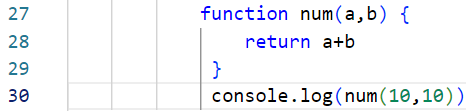 27 function num(a,b) {
28 return a+b
29 }
30 console.log(num(10,10))